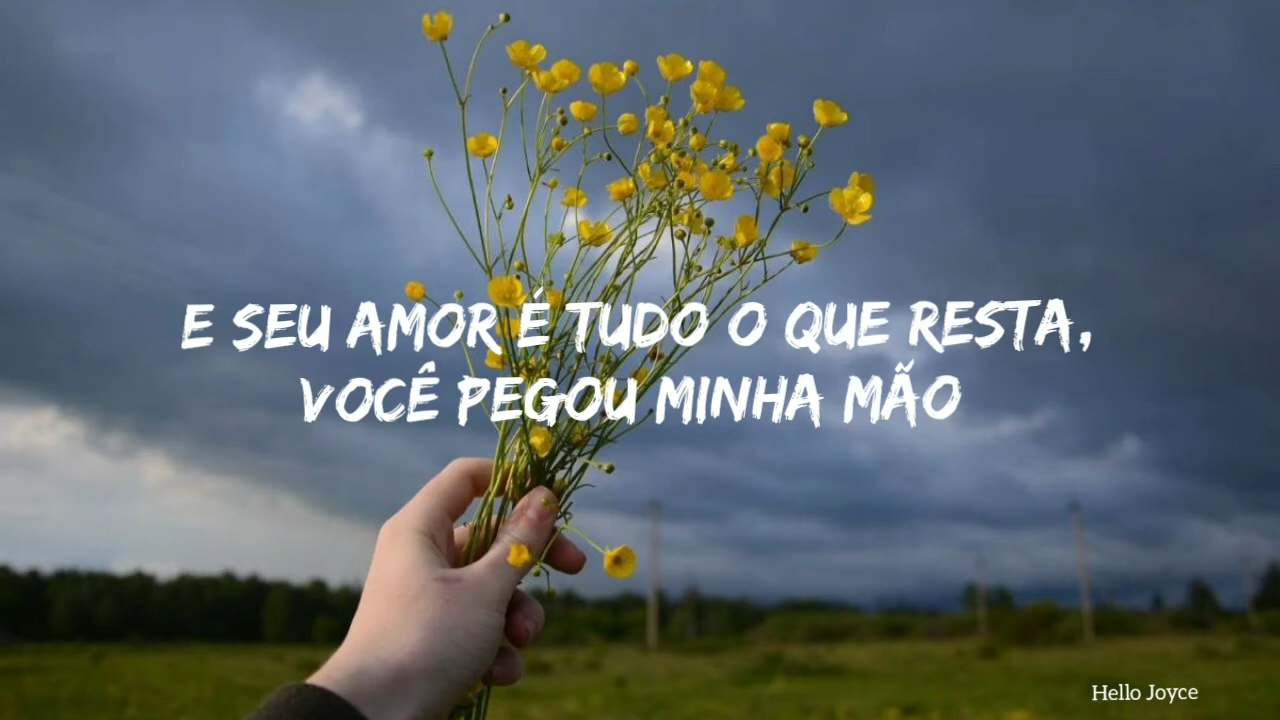 E SEU AMOR É TUDO O QUE RESTA,
VOCÊ PEGOU MINHA MÃO
Hello Joyce